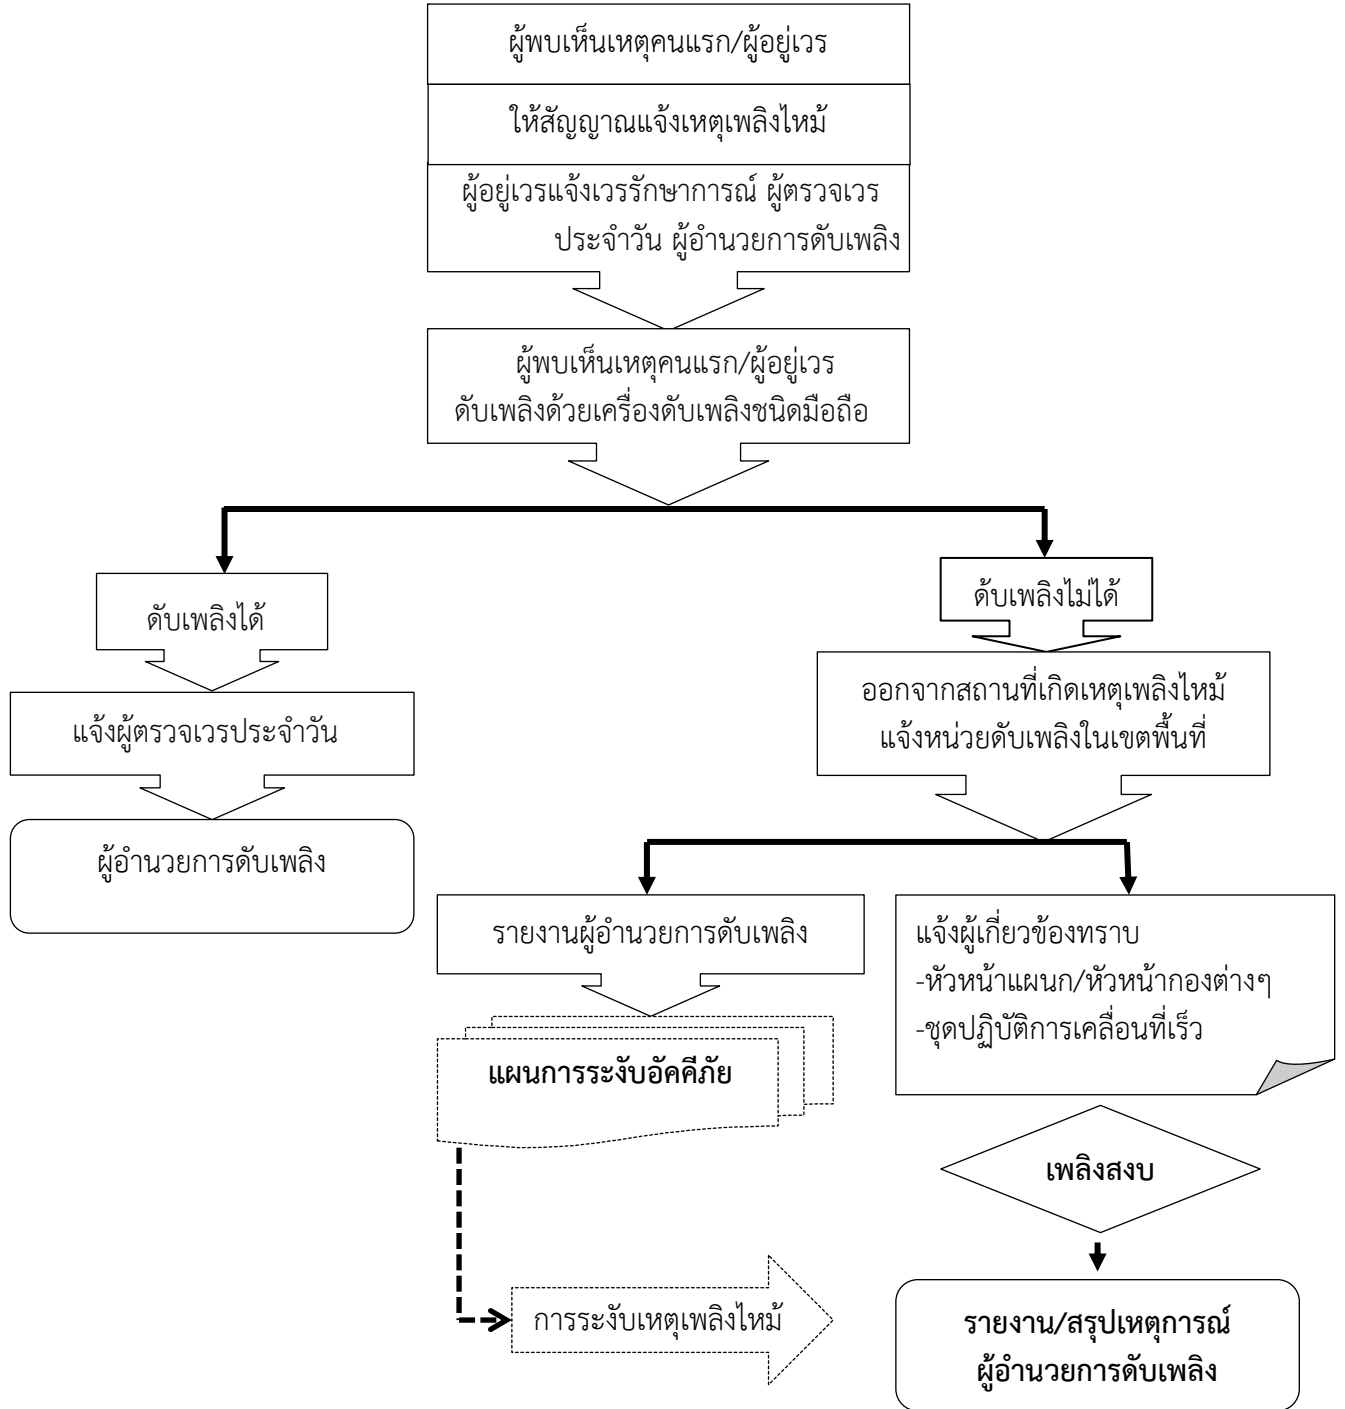 ผู้พบเห็นเหตุคนแรก/ผู้อยู่เวร
ให้สัญญาณแจ้งเหตุเพลิงไหม้
ผู้อยู่เวรแจ้งเวรรักษาการณ์ ผู้ตรวจเวร
ประจำวัน ผู้อำนวยการดับเพลิง
ผู้พบเห็นเหตุคนแรก/ผู้อยู่เวร
ดับเพลิงด้วยเครื่องดับเพลิงชนิดมือถือ
ดับเพลิงได้
ดับเพลิงไม่ได้
แจ้งผู้ตรวจเวรประจำวัน
ออกจากสถานที่เกิดเหตุเพลิงไหม้
แจ้งหน่วยดับเพลิงในเขตพื้นที่
ผู้อำนวยการดับเพลิง
รายงานผู้อำนวยการดับเพลิง
แจ้งผู้เกี่ยวข้องทราบ
-หัวหน้าแผนก/หัวหน้ากองต่างๆ
-ชุดปฏิบัติการเคลื่อนที่เร็ว
แผนการระงับอัคคีภัย
เพลิงสงบ
การระงับเหตุเพลิงไหม้
รายงาน/สรุปเหตุการณ์
ผู้อำนวยการดับเพลิง